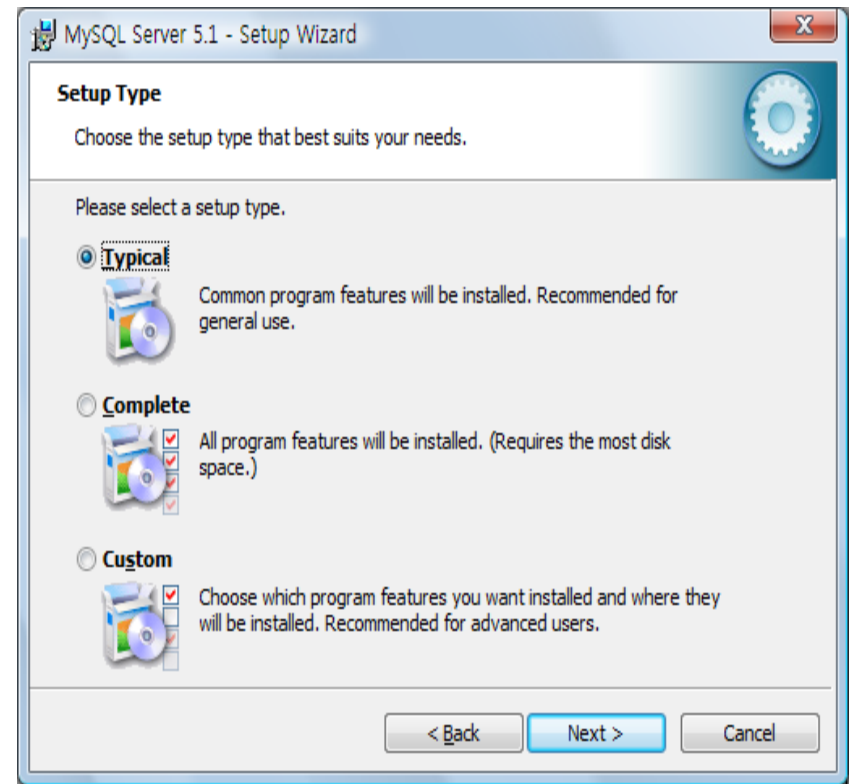 MySQL Server 5.1 - Setup Wizard
Setup Type
Choose the setup type that best suits your needs.
Please select a setup type.
Typical
Common program features will be installed. Recommended for
general use.
Complete
All program features will be installed. (Requires the most disk
space.)
Custom
Choose which program features you want installed and where they
will be installed. Recommended for advanced users.
< Back
Next >
Cancel